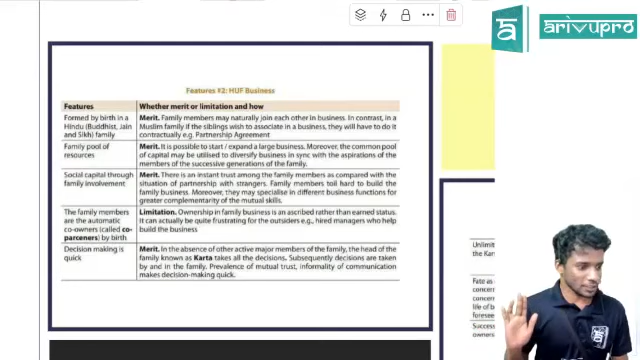 arivupro
Features #2: HUF Business
Features Whether merit or limitation and how
Formed by birth in a Merit. Family members may naturally join each other in business. In contrast, in
Hindu (Buddhist, Jain a Muslim family if the siblings wish to associate in a business, they will have to do it
and Sikh) family contractually e.g. Partnership Agreement
Family pool of Merit. It is possible to start / expand a large business. Moreover, the common pool
resources of capital may be utilised to diversify business in sync with the aspirations of the
members of the successive generations of the family.
Social capital through Merit. There is an instant trust among the family members as compared with the
family involvement situation of partnership with strangers. Family members toil hard to build the
family business. Moreover, they may specialise in different business functions for
greater complementarity of the mutual skills.
The family members Limitation. Ownership in family business is an ascribed rather than earned status.
are the automatic It can actually be quite frustrating for the outsiders e.g., hired managers who help
co-owners (called co- build the business
parceners) by birth
Decision making is Merit. In the absence of other active major members of the family, the head of the
quick family known as Karta takes all the decisions. Subsequently decisions are taken
by and in the family. Prevalence of mutual trust, informality of communication
makes decision-making quick.
Unlimit
the Kar
Fate as
concer
concer
life of b
foresee
Success
owners
arivupro